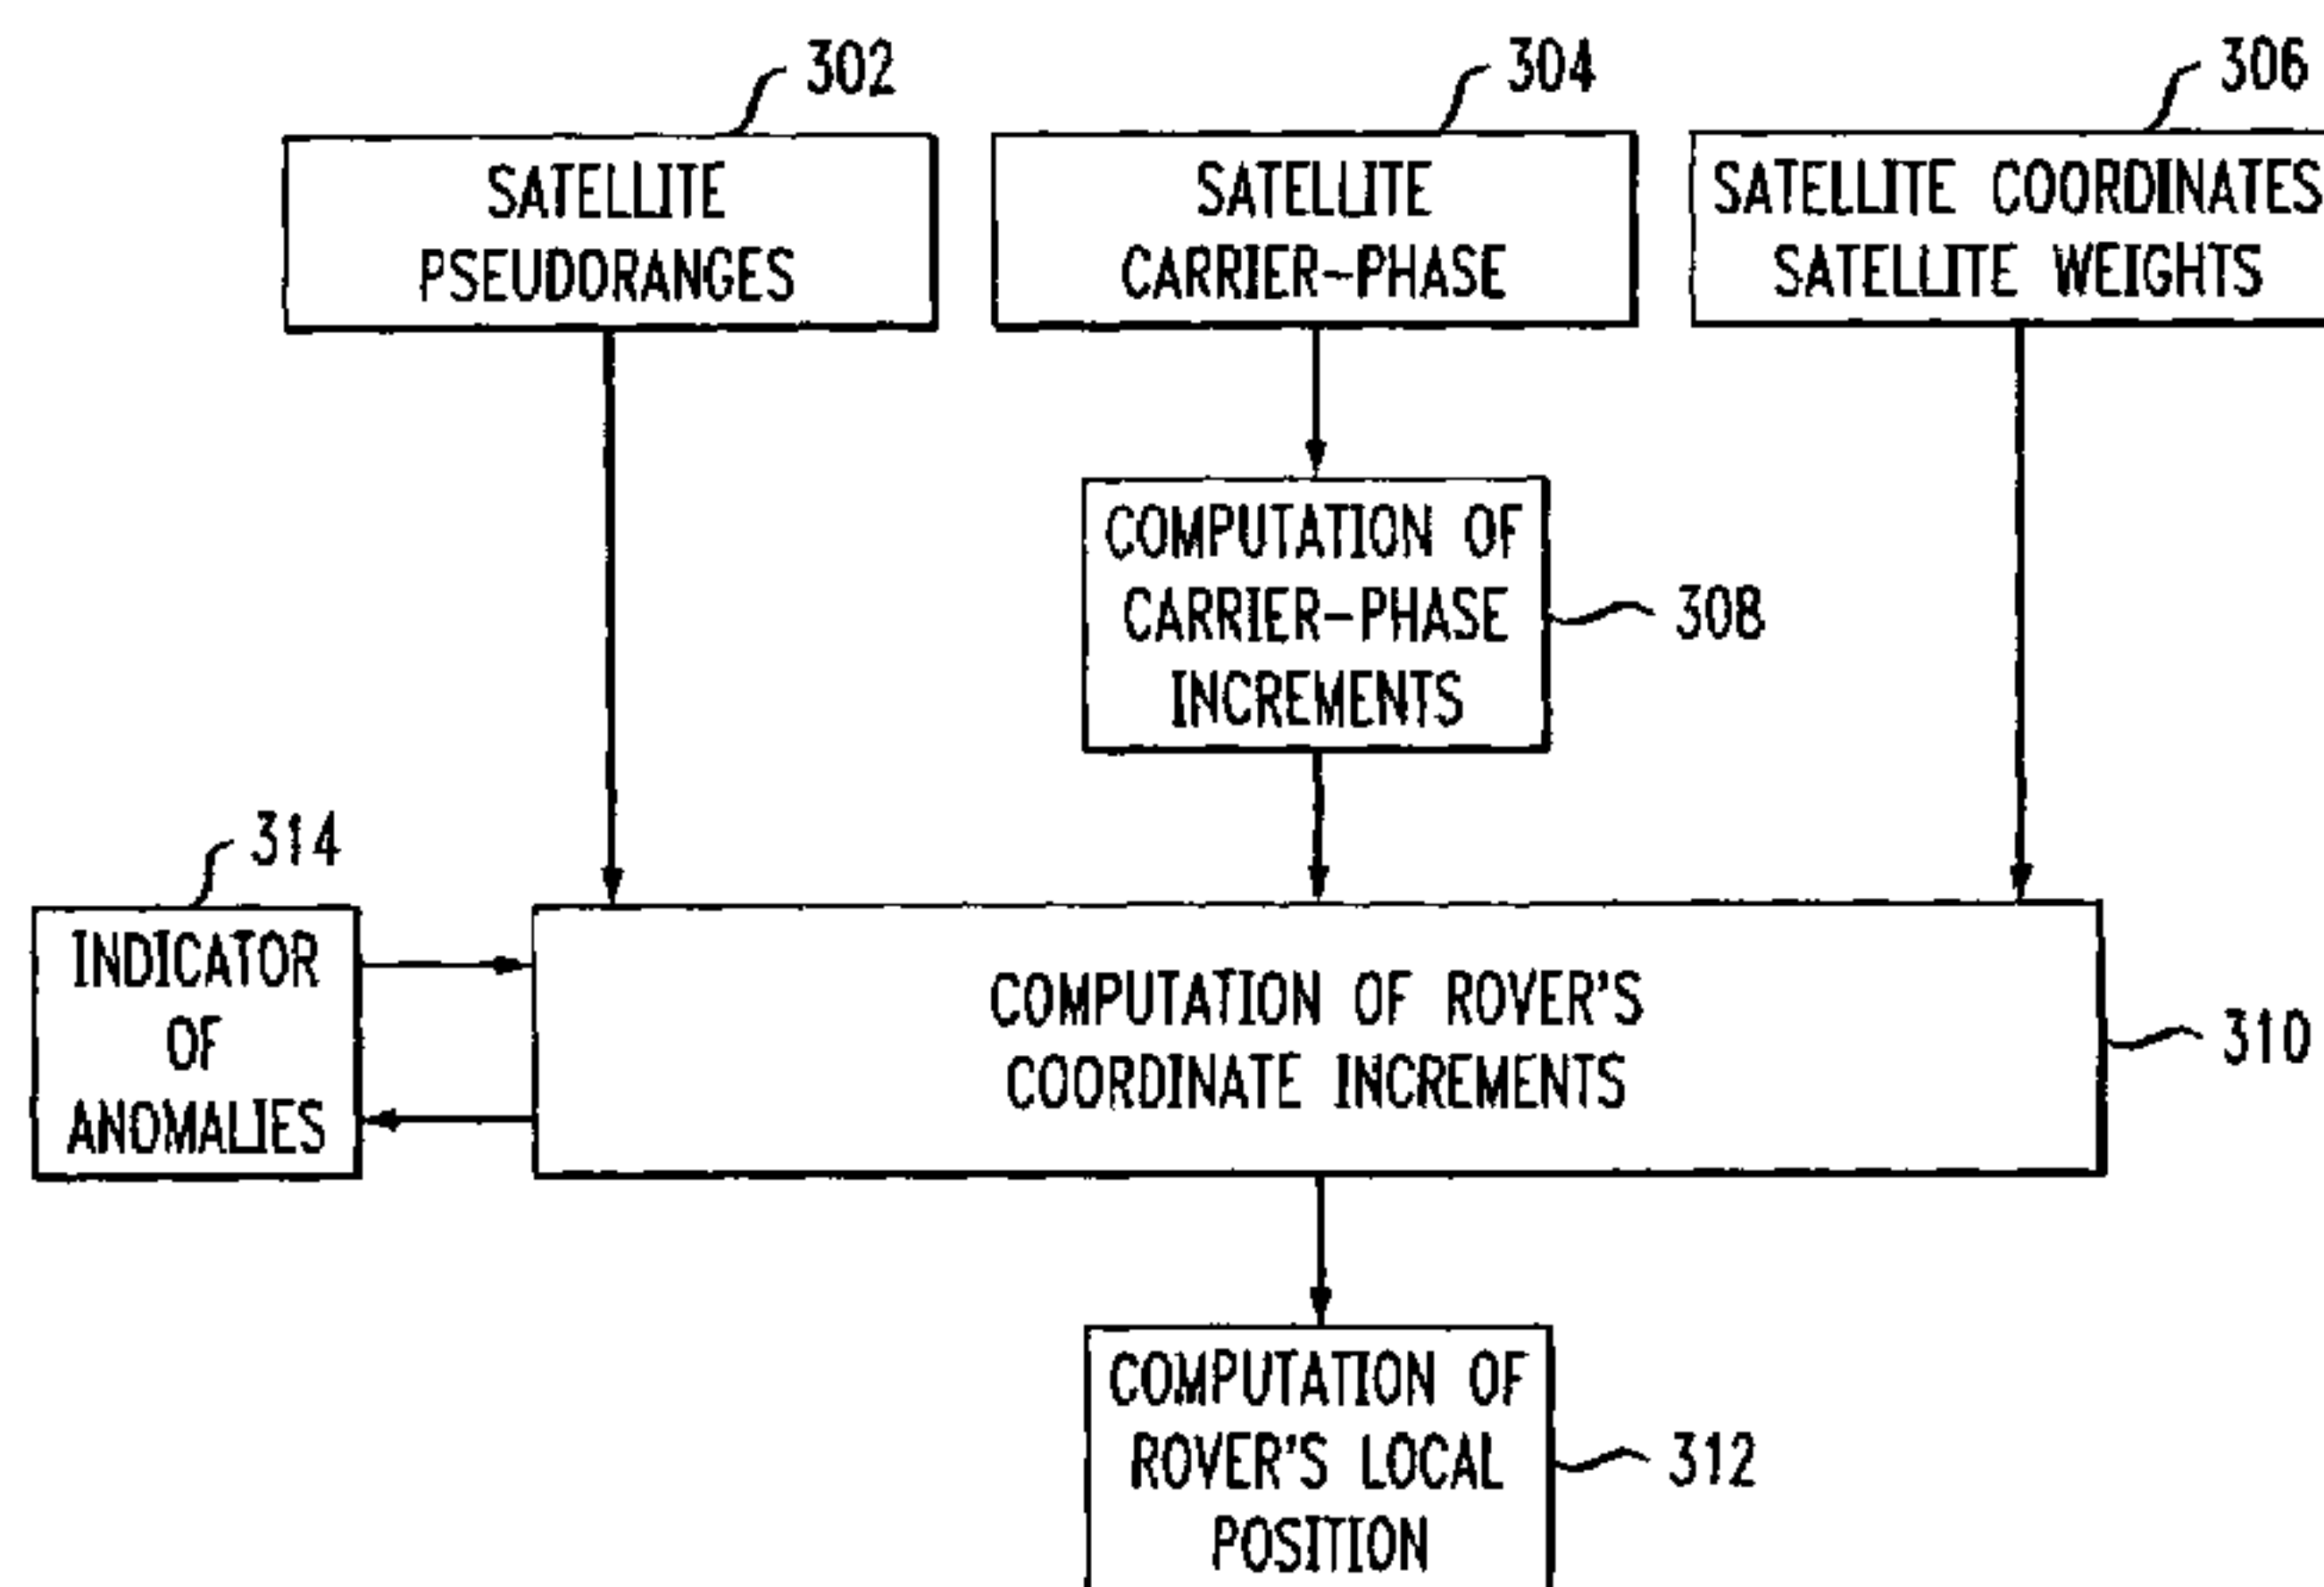 302
304
306
SATELLITE
PSEUDORANGES
SATELLITE
CARRIER-PHASE
SATELLITE COORDINATES
SATELLITE WEIGHTS
COMPUTATION OF
CARRIER-PHASE
INCREMENTS
308
314
INDICATOR
OF
ANOMALIES
COMPUTATION OF ROVER'S
COORDINATE INCREMENTS
310
COMPUTATION OF
ROVER'S LOCAL
POSITION
312